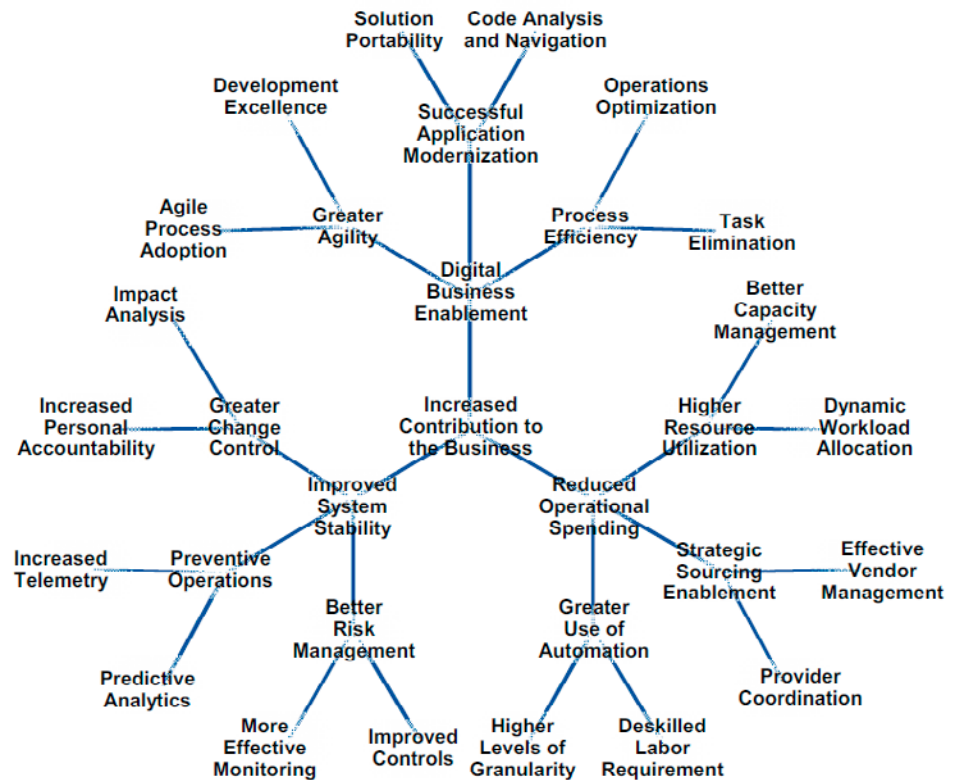 Solution
Portability
Code Analysis
and Navigation
Development
Excellence
Operations
Optimization
Successful
Application
Modernization
Agile
Process
Adoption
Greater
Agility
Process
Efficiency
Task
Elimination
Digital
Business
Enablement
Impact
Analysis
Better
Capacity
Management
Increased
Personal
Accountability
Greater
Change
Control
Increased
Contribution to
the Business
Higher
Resource
Utilization
Dynamic
Workload
Allocation
Improved
System
Stability
Reduced
Operational
Spending
Increased
Telemetry
Preventive
Operations
Strategic
Sourcing
Enablement
Effective
Vendor
Management
Better
Risk
Management
Greater
Use of
Automation
Predictive
Analytics
Provider
Coordination
More
Effective
Monitoring
Improved
Controls
Higher
Levels of
Granularity
Deskilled
Labor
Requirement